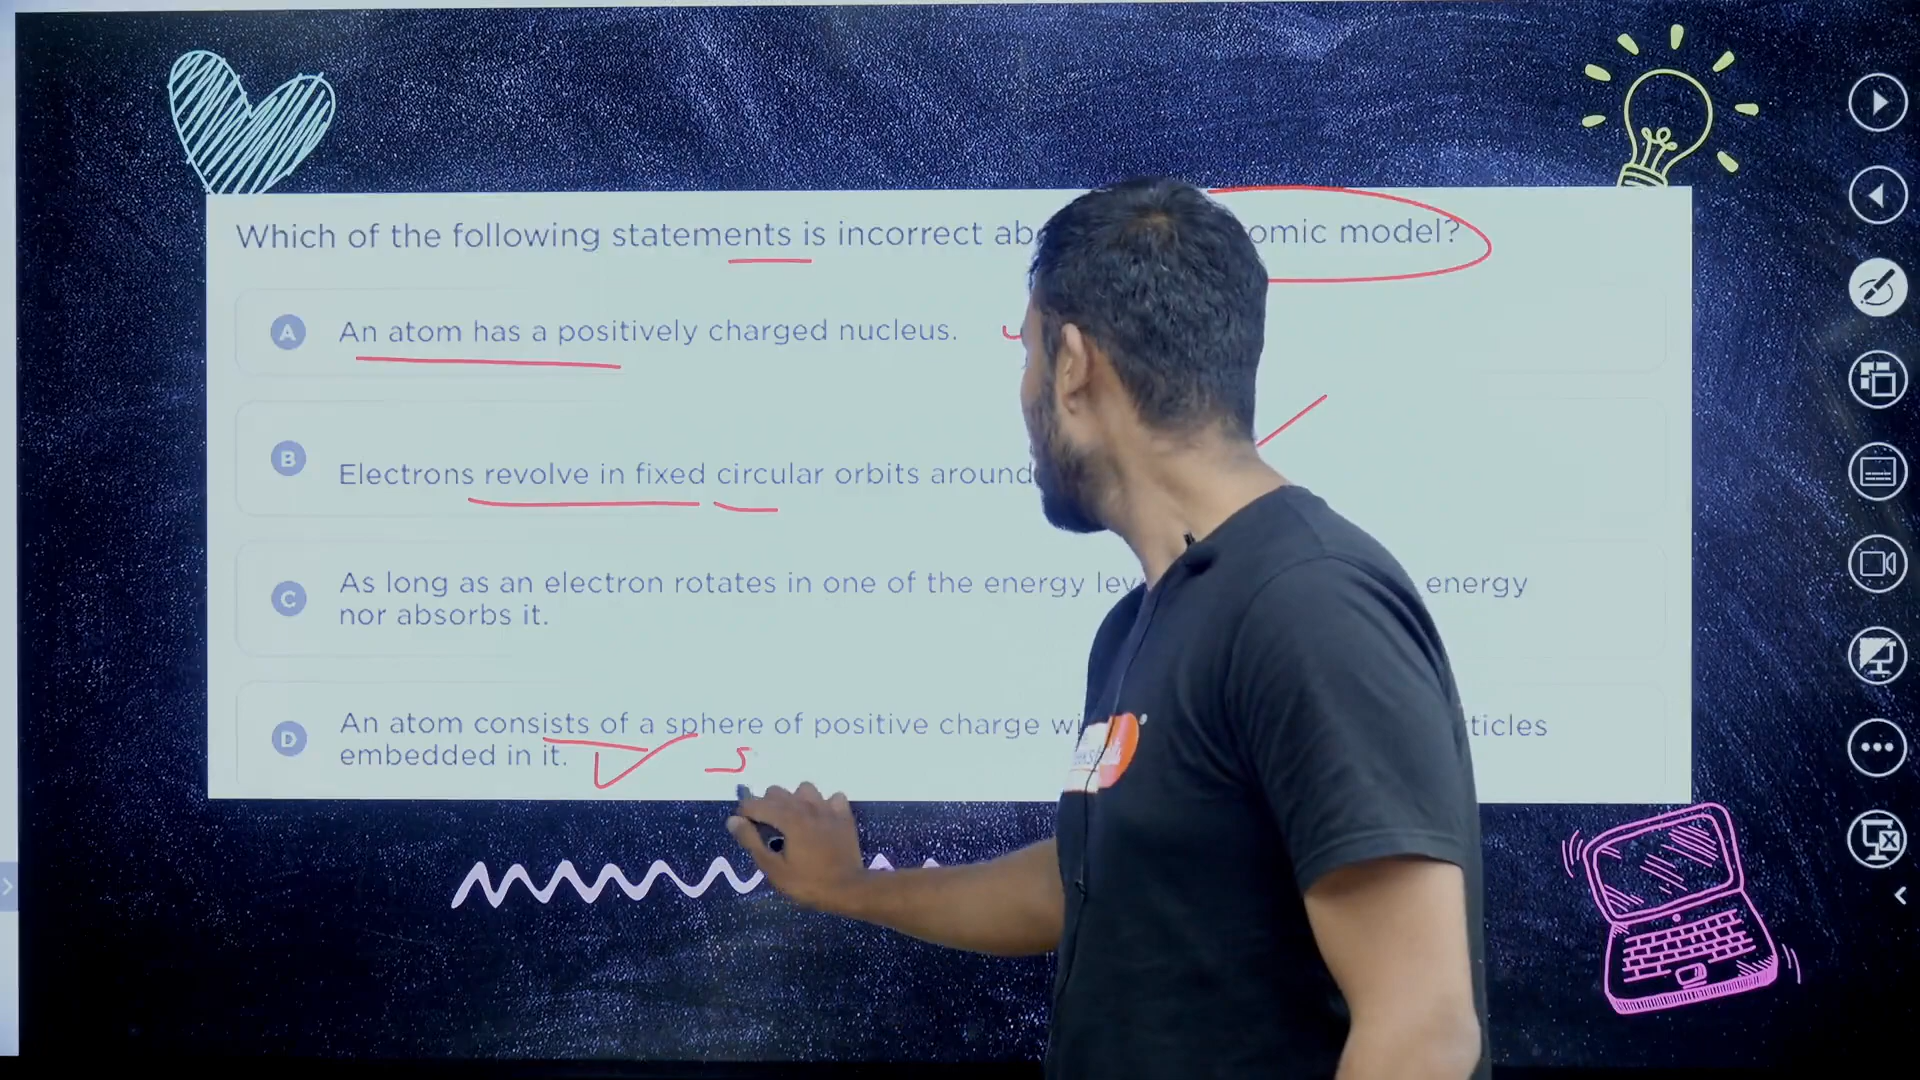 Which of the following statements is incorrect omic model?
A An atom has a positively charged nucleus.
B Electrons revolve in fixed circular orbits around
C As long as an electron rotates in one of the energy energy
nor absorbs it.
D An atom consists of a sphere of positive charge ticles
embedded in it.